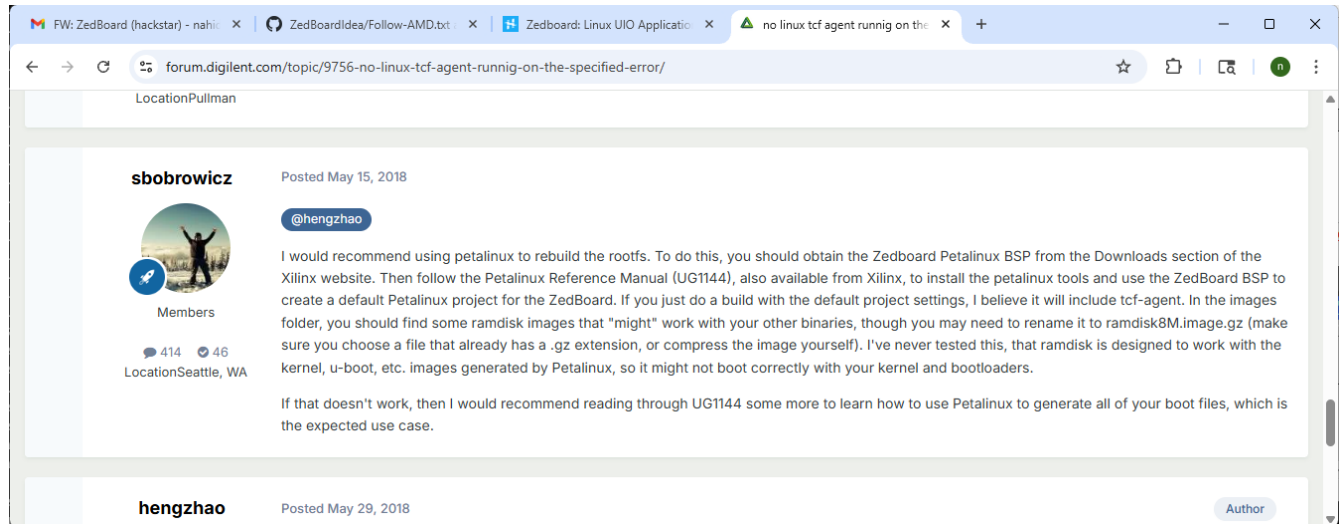 FW: ZedBoard (hackstar) - nahid
ZedBoardIdea/Follow-AMD.txt
Zedboard: Linux UIO Application
no linux tcf agent runnig on the
forum.digilent.com/topic/9756-no-linux-tcf-agent-runnig-on-the-specified-error/
n
LocationPullman
sbobrowicz
Posted May 15, 2018
@hengzhao
I would recommend using petalinux to rebuild the rootfs. To do this, you should obtain the Zedboard Petalinux BSP from the Downloads section of the
Xilinx website. Then follow the Petalinux Reference Manual (UG1144), also available from Xilinx, to install the petalinux tools and use the ZedBoard BSP to
create a default Petalinux project for the ZedBoard. If you just do a build with the default project settings, I believe it will include tcf-agent. In the images
folder, you should find some ramdisk images that "might" work with your other binaries, though you may need to rename it to ramdisk8M.image.gz (make
sure you choose a file that already has a .gz extension, or compress the image yourself). I've never tested this, that ramdisk is designed to work with the
kernel, u-boot, etc. images generated by Petalinux, so it might not boot correctly with your kernel and bootloaders.
If that doesn't work, then I would recommend reading through UG1144 some more to learn how to use Petalinux to generate all of your boot files, which is
the expected use case.
Members
414 46
LocationSeattle, WA
hengzhao
Posted May 29, 2018
Author